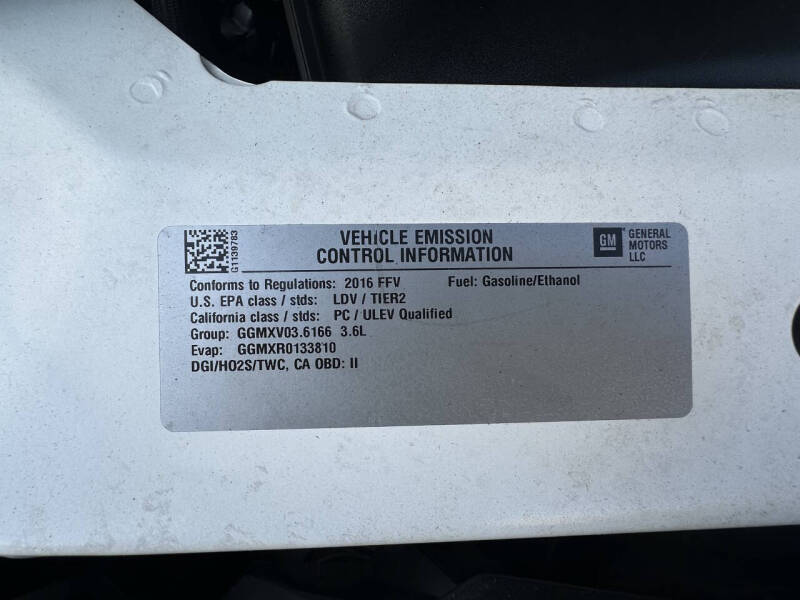 G1139783
VEHICLE EMISSION
CONTROL INFORMATION
GM
GENERAL
MOTORS
LLC
Conforms to Regulations: 2016 FFV Fuel: Gasoline/Ethanol
U.S. EPA class / stds: LDV / TIER2
California class / stds: PC / ULEV Qualified
Group: GGMXV03.6166 3.6L
Evap: GGMXR0133810
DGI/HO2S/TWC, CA OBD: II